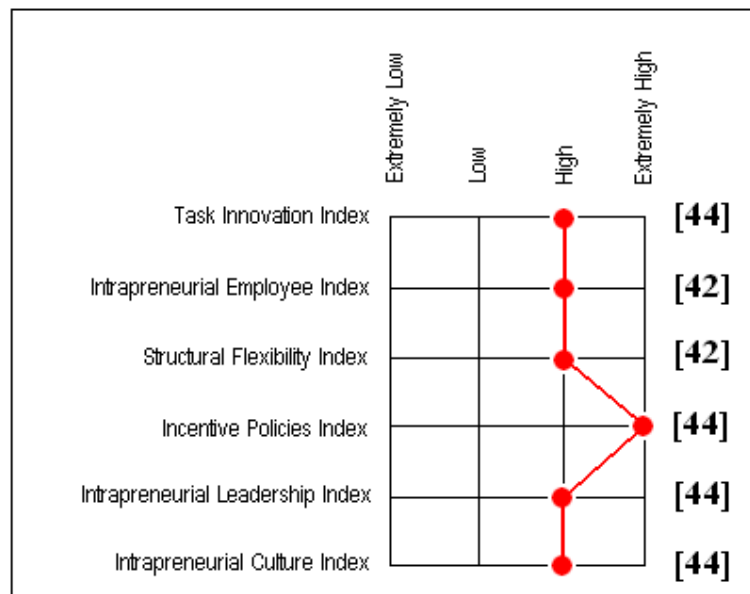 Extremely Low
Low
High
Extremely High
Task Innovation Index [44]
Intrapreneurial Employee Index [42]
Structural Flexibility Index [42]
Incentive Policies Index [44]
Intrapreneurial Leadership Index [44]
Intrapreneurial Culture Index [44]